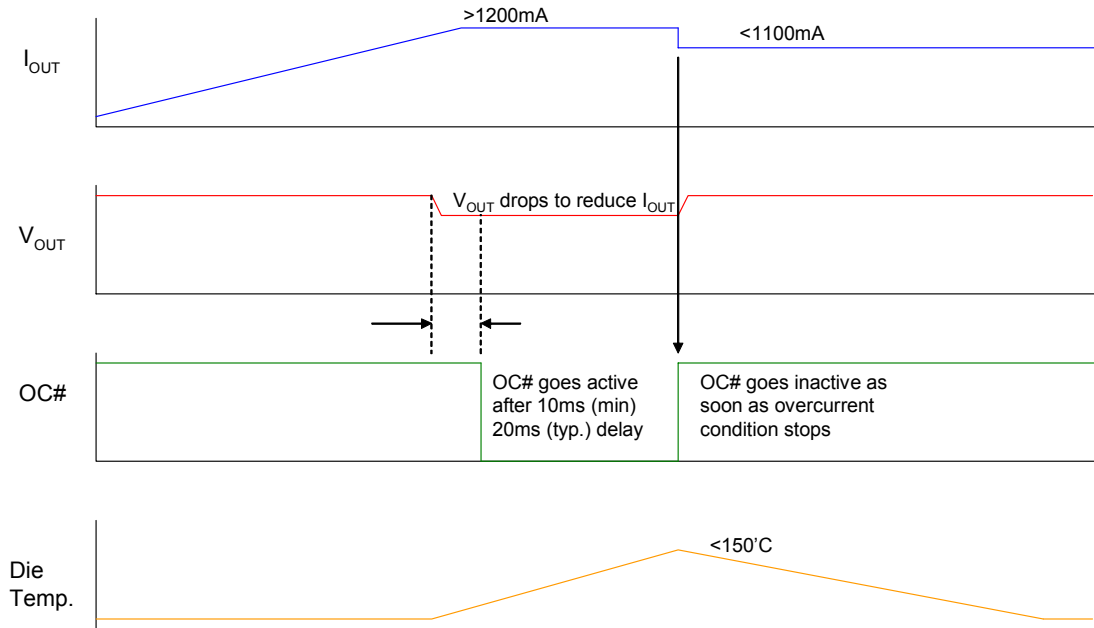 >1200mA
<1100mA
IOUT
VOUT drops to reduce IOUT
VOUT
OC#
OC# goes active
after 10ms (min)
20ms (typ.) delay
OC# goes inactive as
soon as overcurrent
condition stops
<150'C
Die
Temp.